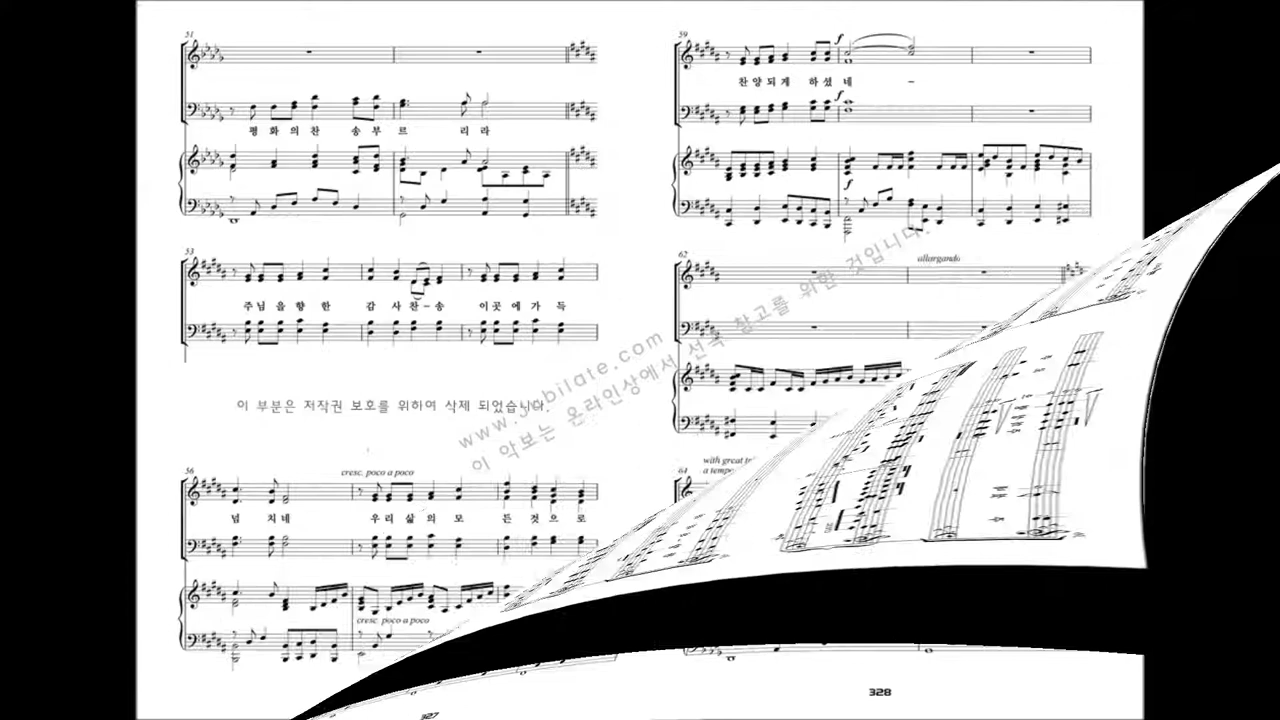 51
평 화 의 찬 송 부 르 리 라
53
주님 을 향 한 감 사 찬 - 송 이 곳 에 가 득
이 부분은 저작권 보호를 위하여 삭제 되었습니다.
56
cresc. poco a poco
넘 치 네 우 리 삶 의 모 든 것 으 로
cresc. poco a poco
327
59
f
찬 양 되 게 하 셨 네 -
f
f
62
allargando
64
with great
a tempo
328
www.jubilate.com
이 악보는 온라인상에서 선곡 참고를 위한 것입니다.